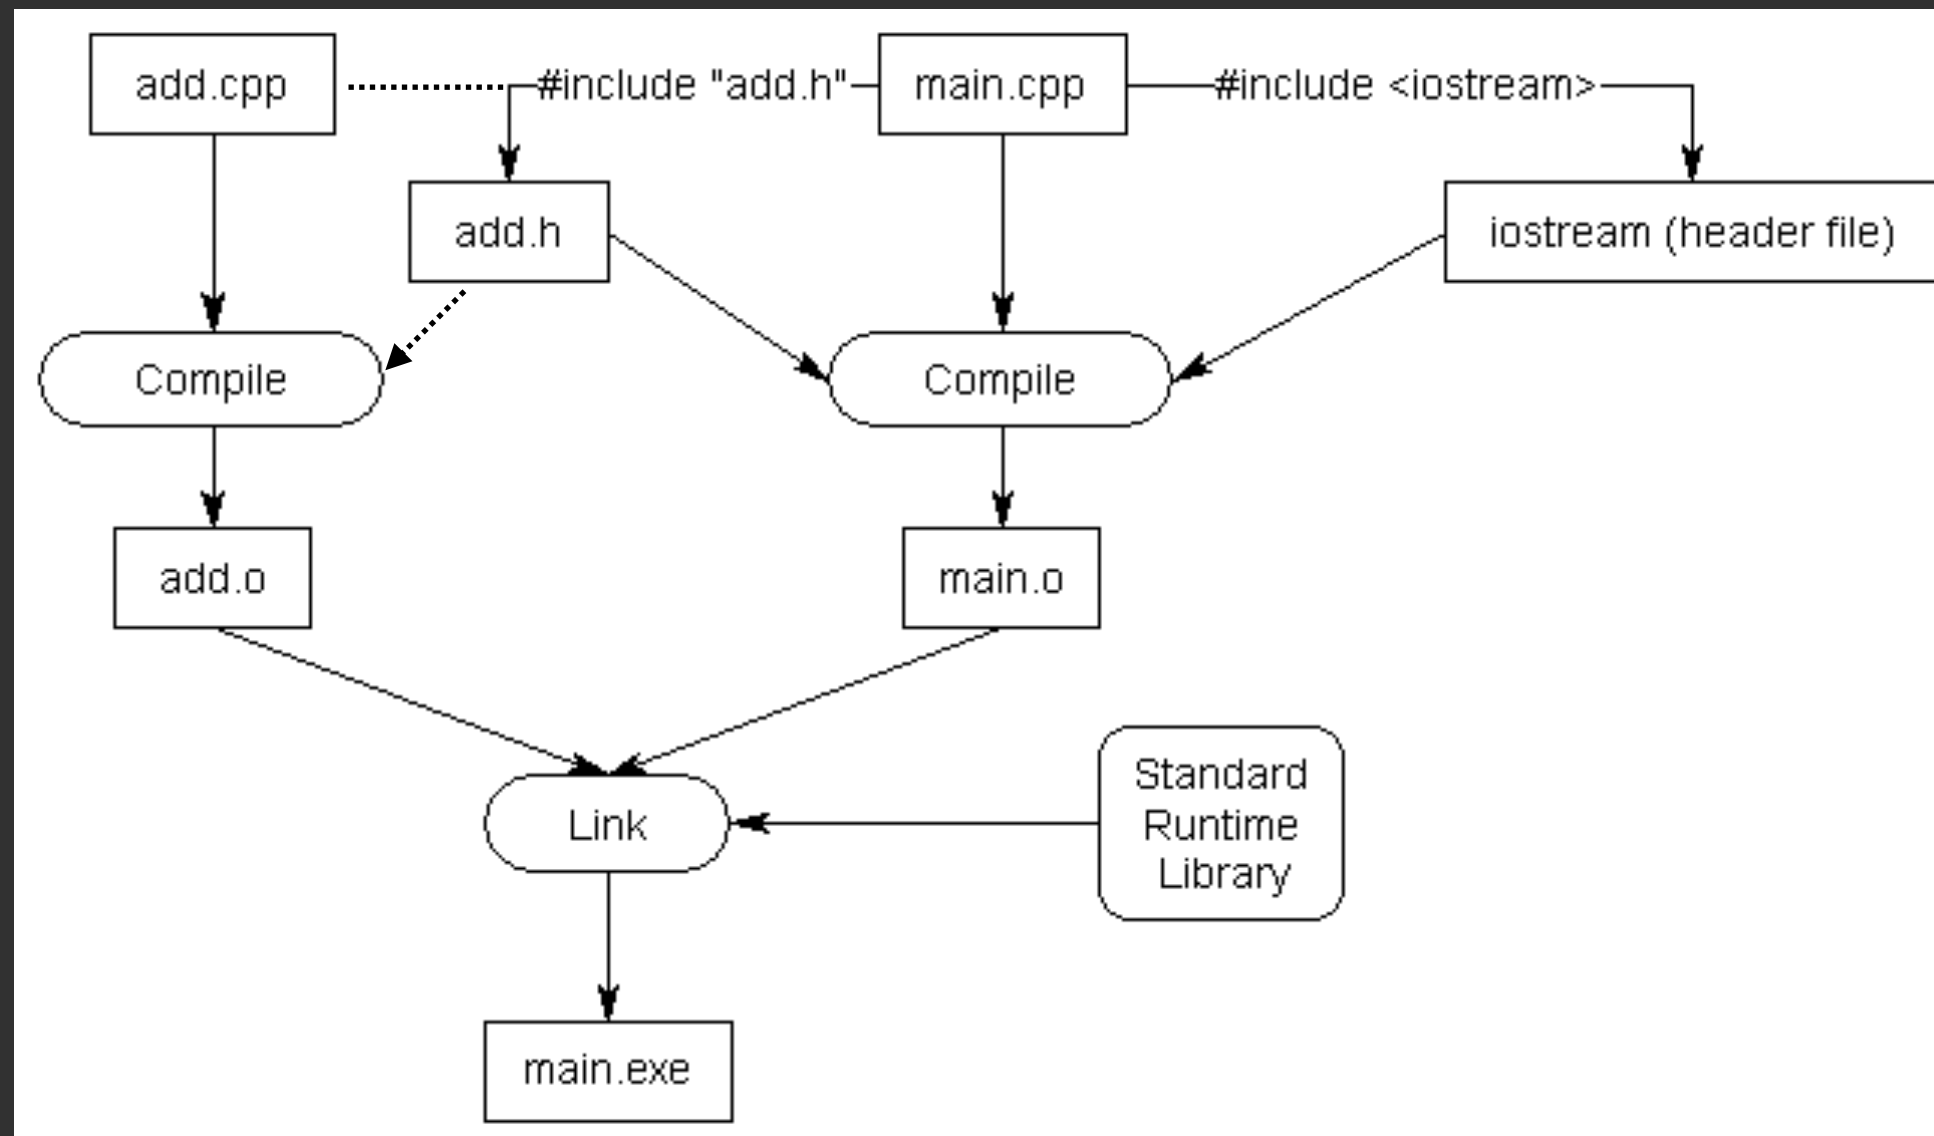 add.cpp
#include "add.h"
main.cpp
#include <iostream>
add.h
iostream (header file)
Compile
Compile
add.o
main.o
Link
Standard
Runtime
Library
main.exe